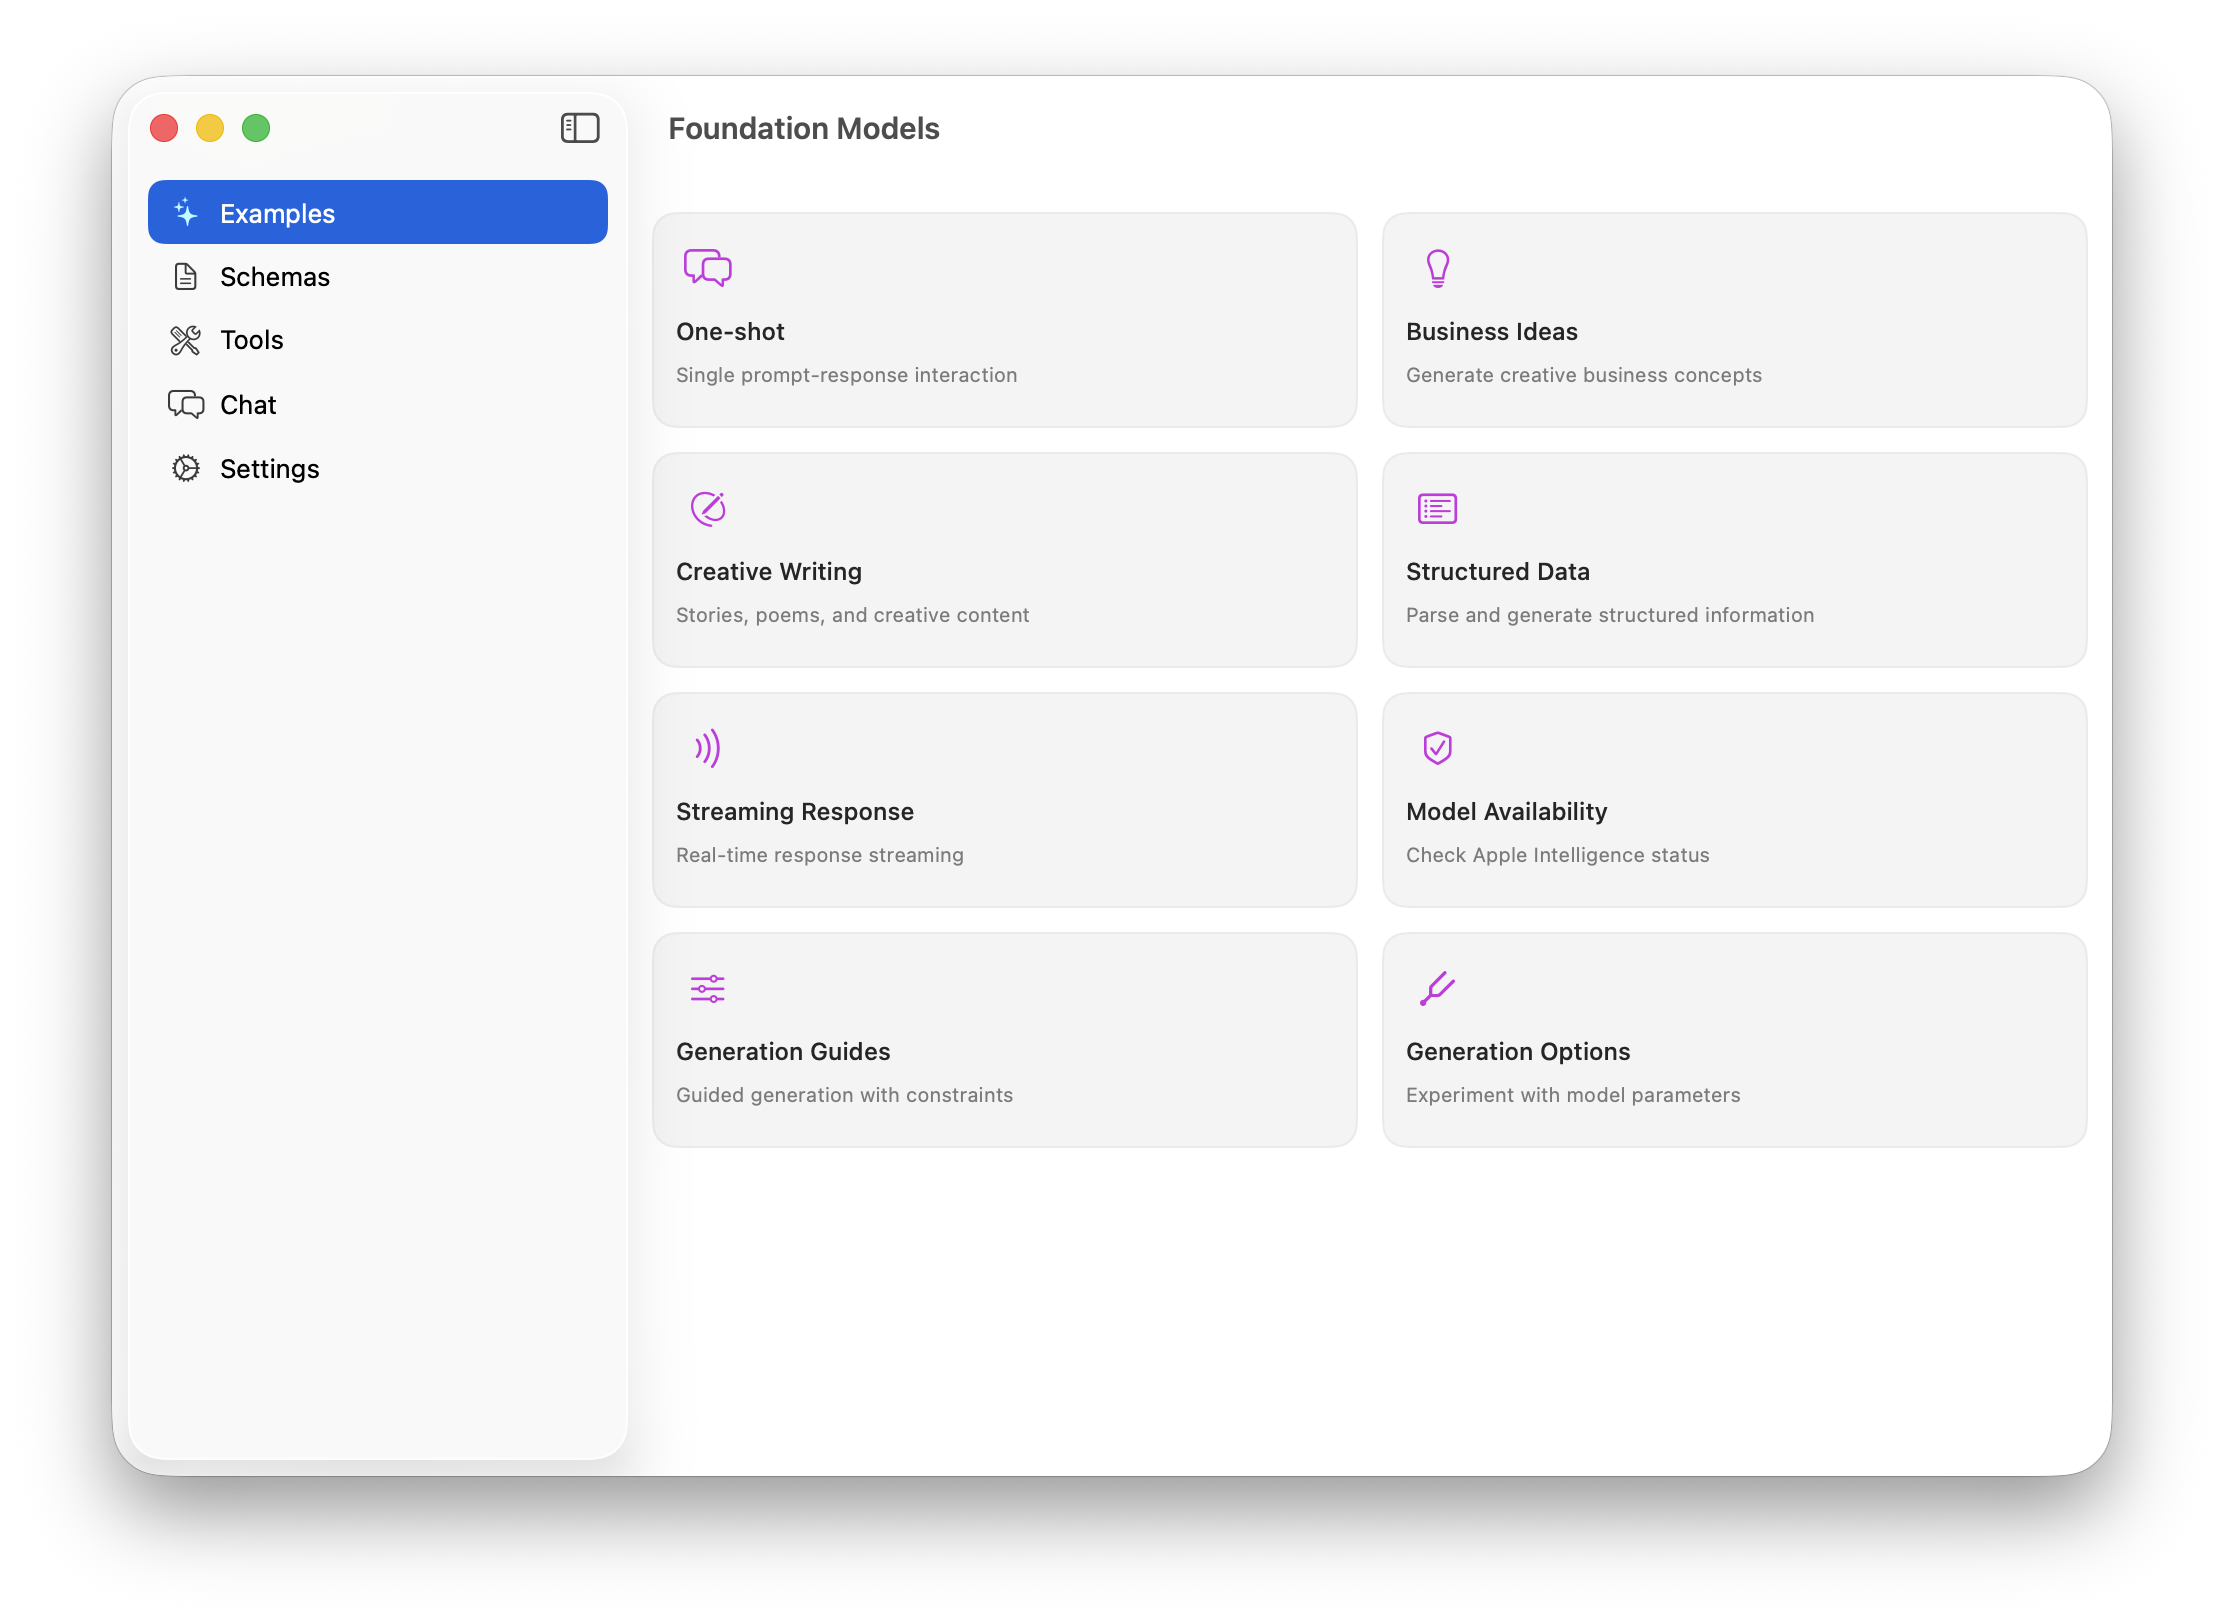 Foundation Models
Examples
Schemas
Tools
Chat
Settings
One-shot
Single prompt-response interaction
Business Ideas
Generate creative business concepts
Creative Writing
Stories, poems, and creative content
Structured Data
Parse and generate structured information
Streaming Response
Real-time response streaming
Model Availability
Check Apple Intelligence status
Generation Guides
Guided generation with constraints
Generation Options
Experiment with model parameters